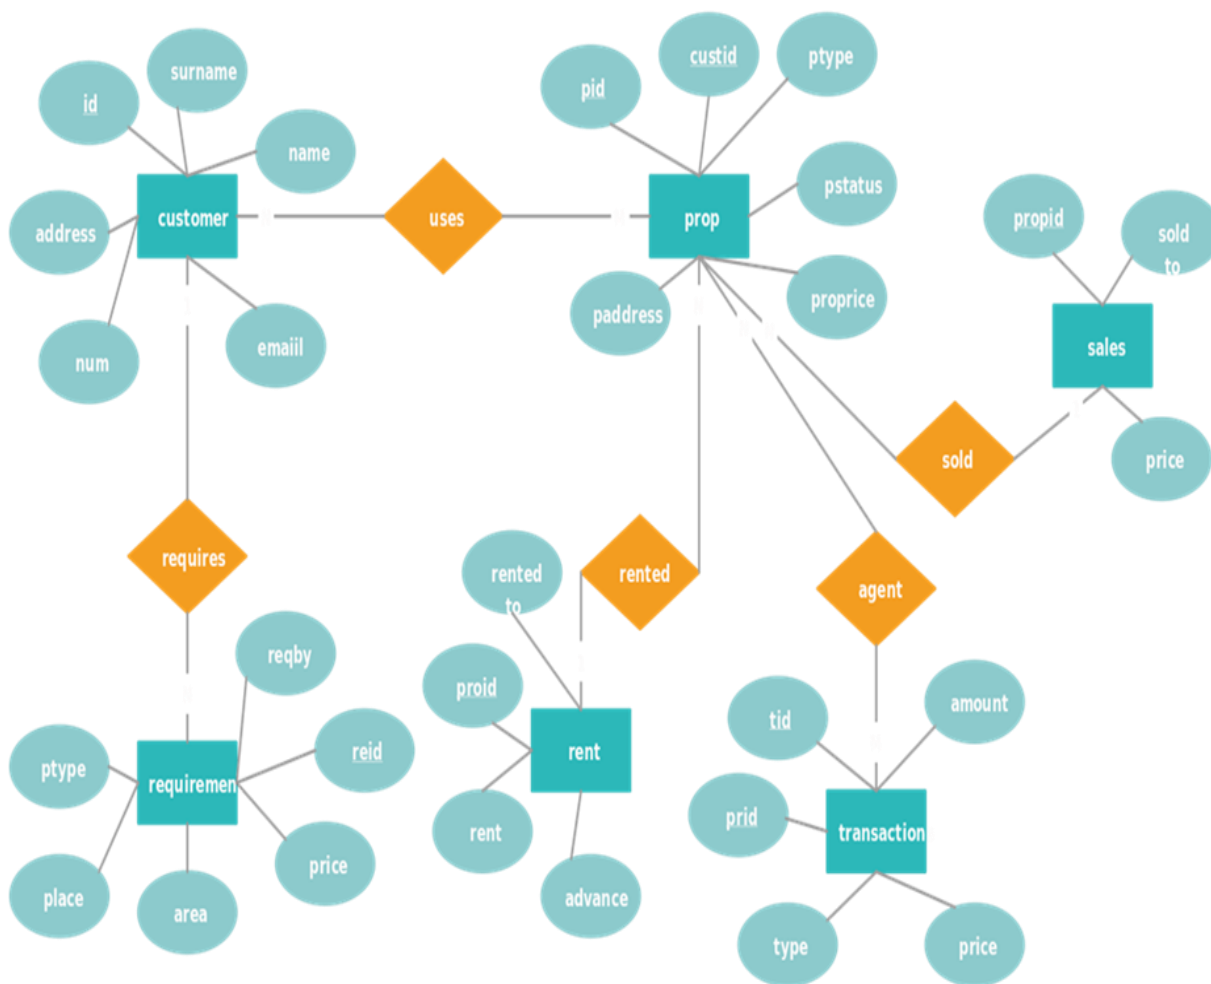 surname
id
name
address
customer
num
emaiil
uses
custid
ptype
pid
pstatus
prop
paddress
proprice
propid
sold
to
sales
price
sold
requires
rented
agent
rented
to
reqby
proid
reid
ptype
requiremen
rent
rent
price
place
area
advance
tid
amount
prid
transaction
type
price